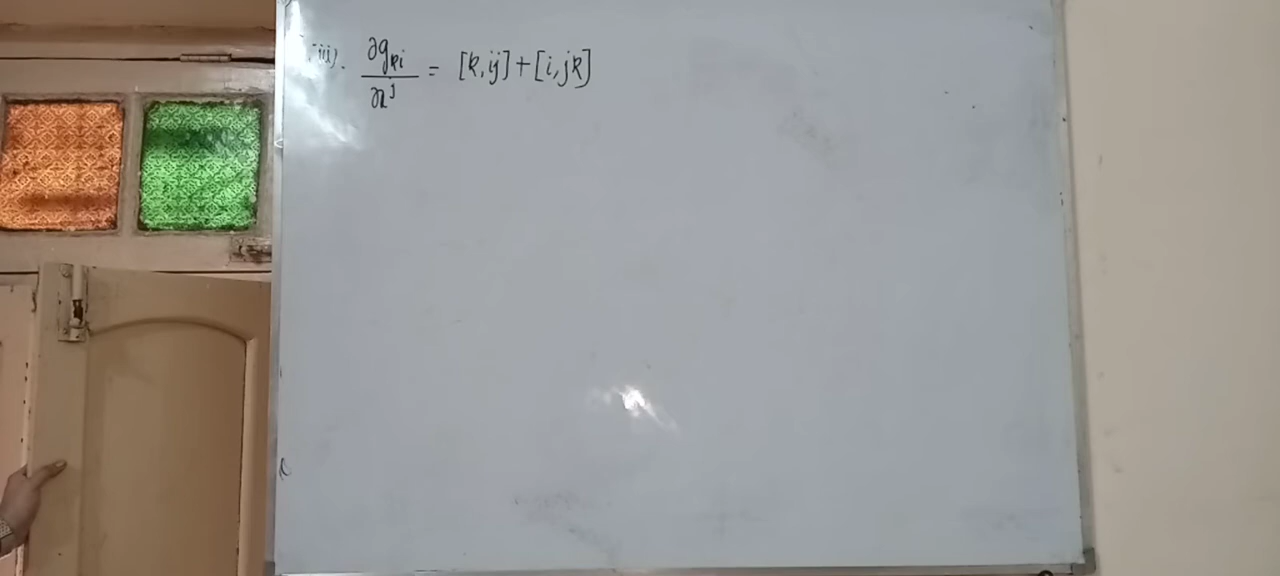 (iii). ∂g_ki / ∂x^j = [k, ij] + [i, jk]